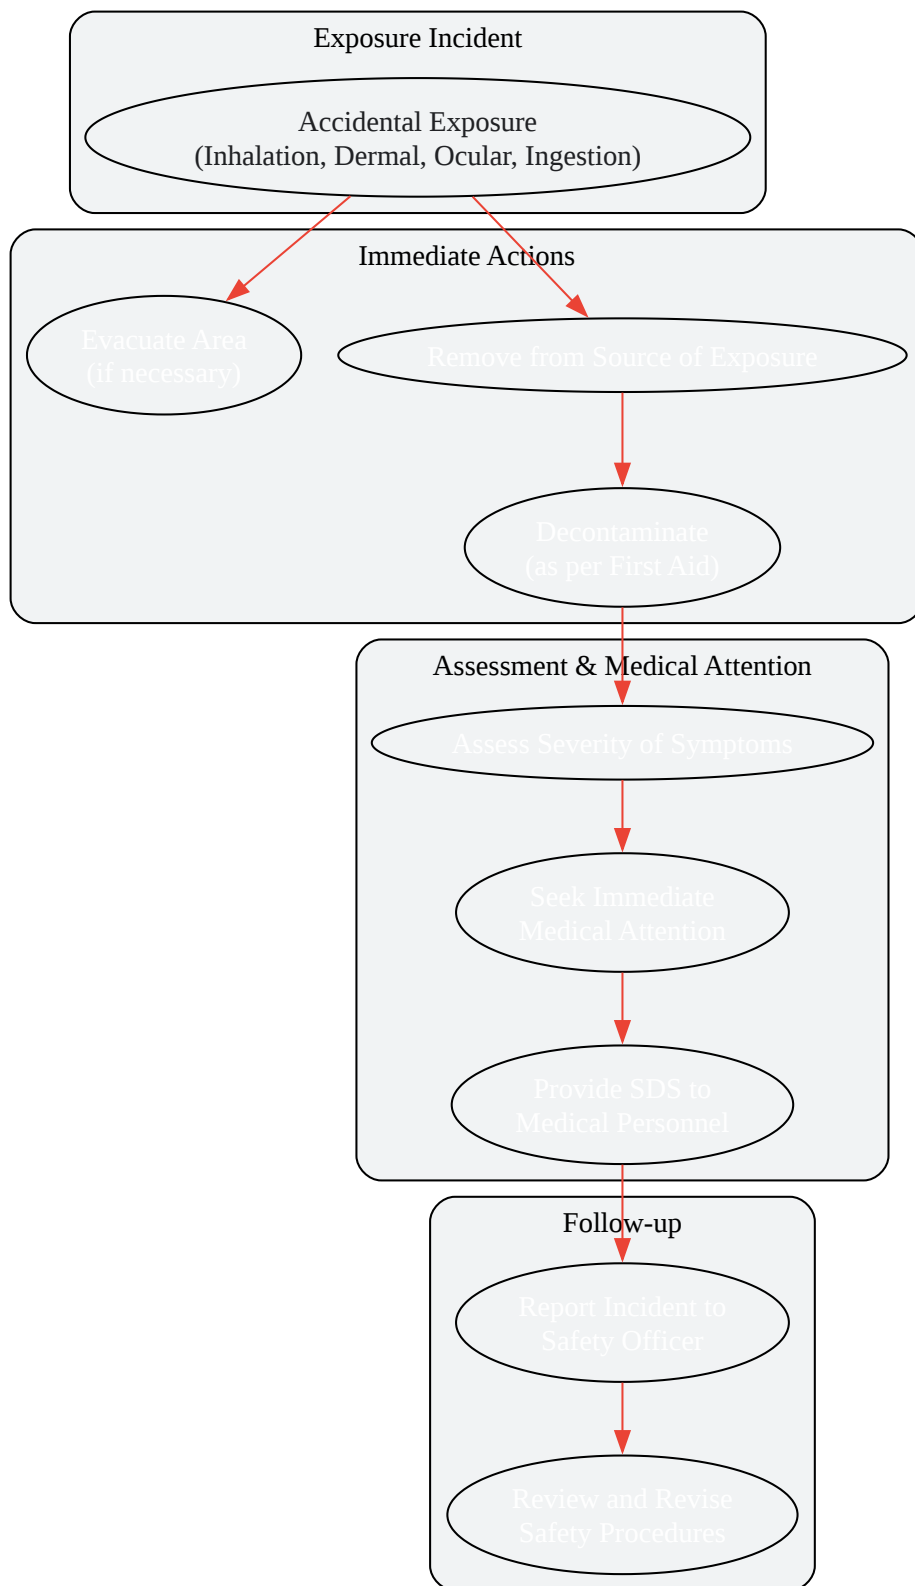 Exposure Incident
Accidental Exposure
(Inhalation, Dermal, Ocular, Ingestion)
Immediate Actions
Evacuate Area
(if necessary)
Remove from Source of Exposure
Decontaminate
(as per First Aid)
Assessment & Medical Attention
Assess Severity of Symptoms
Seek Immediate
Medical Attention
Provide SDS to
Medical Personnel
Follow-up
Report Incident to
Safety Officer
Review and Revise
Safety Procedures